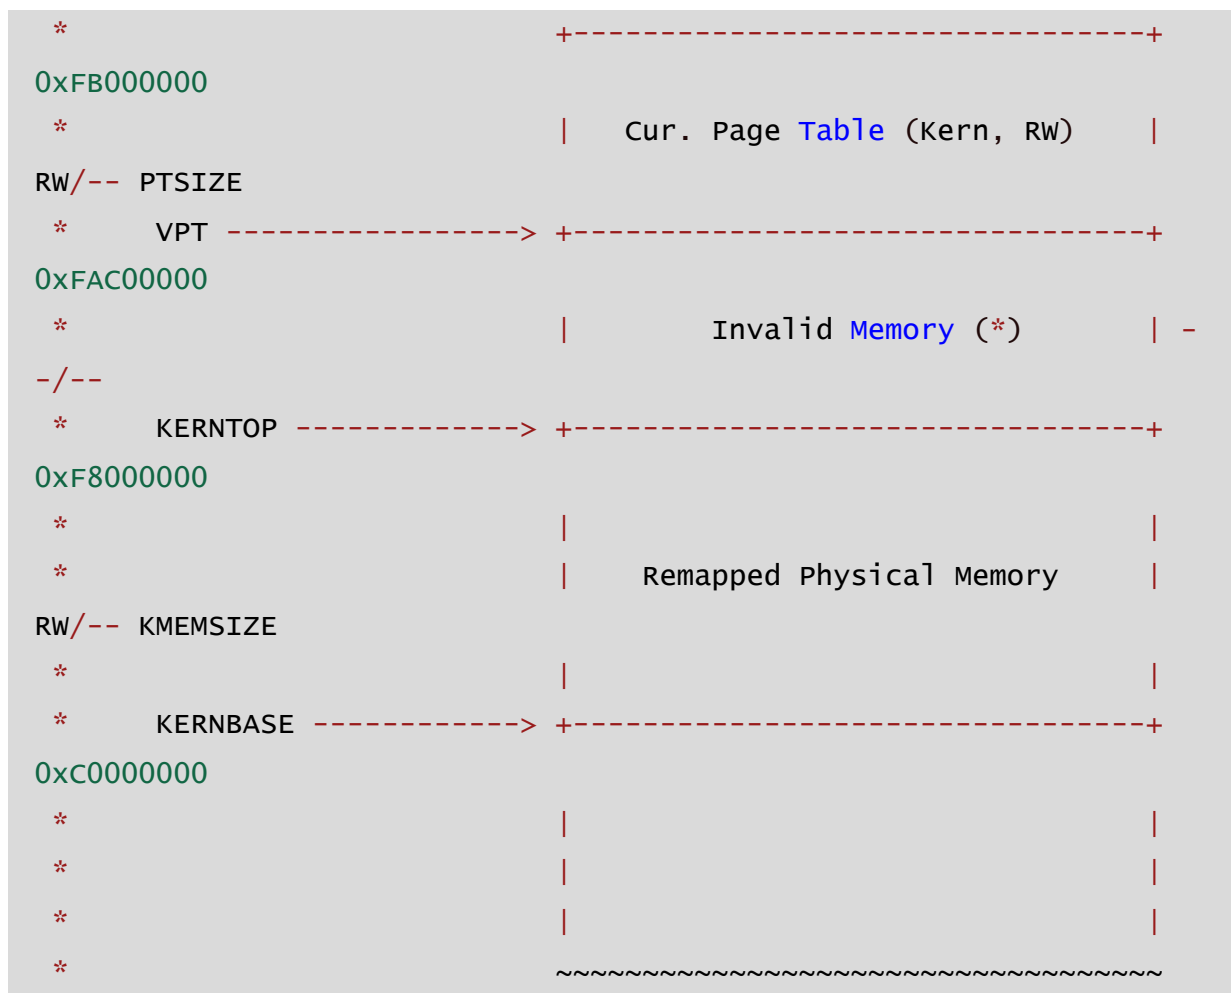 *                             +---------------------------------+
0xFB000000
 *                             |   Cur. Page Table (Kern, RW)    |
RW/-- PTSIZE
 *     VPT -----------------> +---------------------------------+
0xFAC00000
 *                             |        Invalid Memory (*)       | -
-/--
 *     KERNTOP -------------> +---------------------------------+
0xF8000000
 *                             |                                 |
 *                             |    Remapped Physical Memory     |
RW/-- KMEMSIZE
 *                             |                                 |
 *     KERNBASE ------------> +---------------------------------+
0xC0000000
 *                             |                                 |
 *                             |                                 |
 *                             |                                 |
 *                             ~~~~~~~~~~~~~~~~~~~~~~~~~~~~~~~~~~~